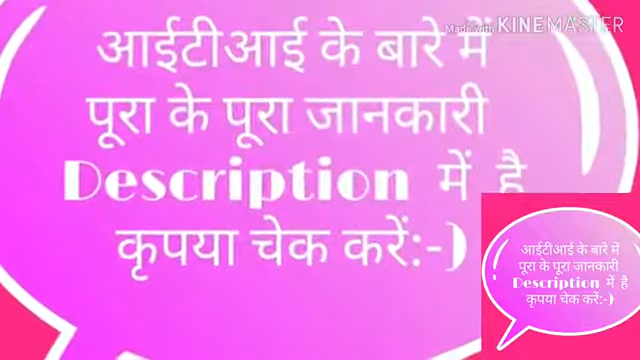 Made with KINEMASTER
आईटीआई के बारे में
पूरा के पूरा जानकारी
Description में है
कृपया चेक करें:-)
आईटीआई के बारे में
पूरा के पूरा जानकारी
Description में है
कृपया चेक करें:-)